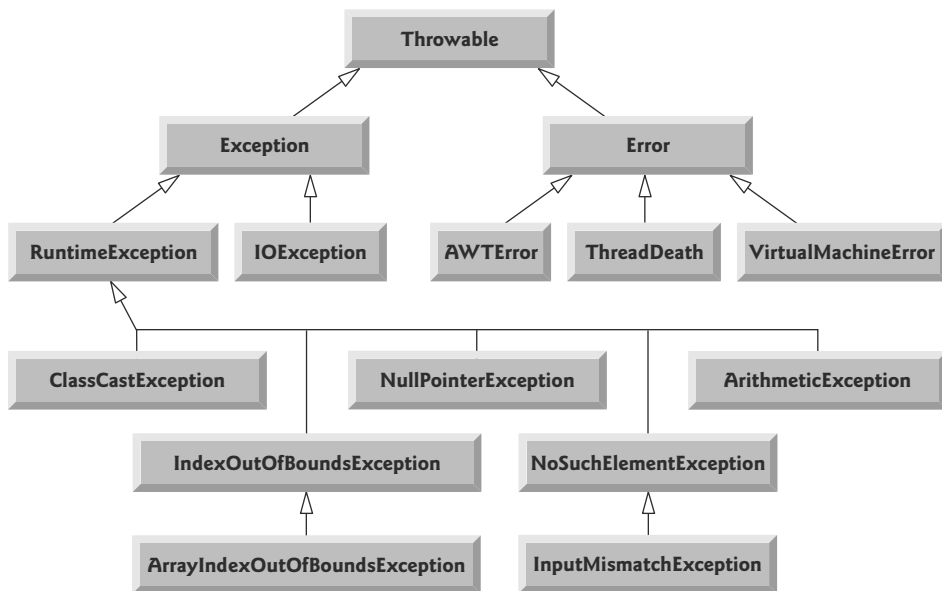 Throwable
Exception
Error
RuntimeException
IOException
AWTError
ThreadDeath
VirtualMachineError
ClassCastException
NullPointerException
ArithmeticException
IndexOutOfBoundsException
NoSuchElementException
ArrayIndexOutOfBoundsException
InputMismatchException